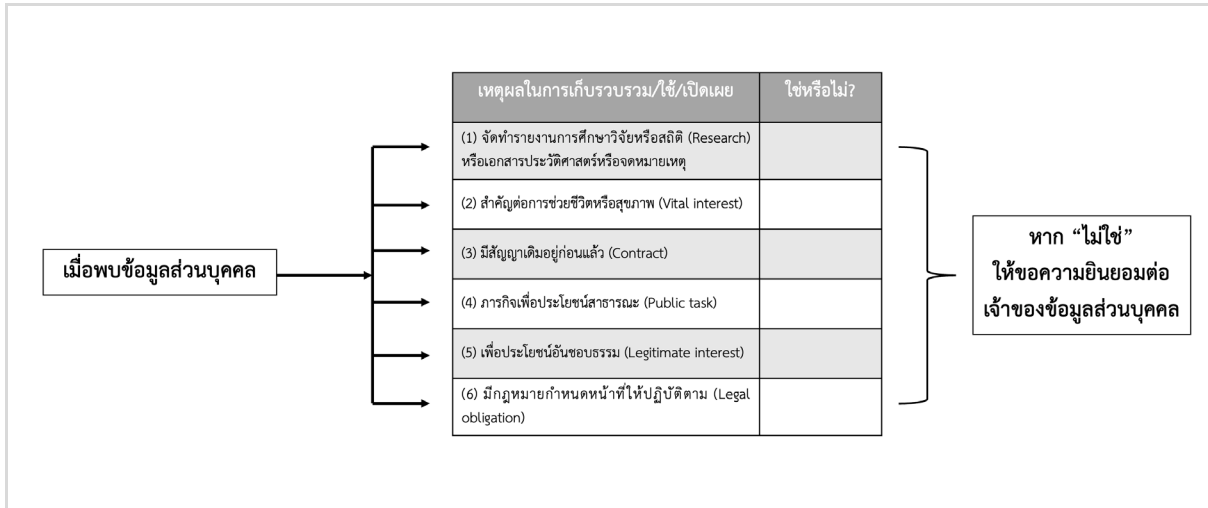 เมื่อพบข้อมูลส่วนบุคคล
เหตุผลในการเก็บรวบรวม/ใช้/เปิดเผย
ใช่หรือไม่?
(1) จัดทำรายงานการศึกษาวิจัยหรือสถิติ (Research)
หรือเอกสารประวัติศาสตร์หรือจดหมายเหตุ
(2) สำคัญต่อการช่วยชีวิตหรือสุขภาพ (Vital interest)
(3) มีสัญญาเดิมอยู่ก่อนแล้ว (Contract)
(4) ภารกิจเพื่อประโยชน์สาธารณะ (Public task)
(5) เพื่อประโยชน์อันชอบธรรม (Legitimate interest)
(6) มีกฎหมายกำหนดหน้าที่ให้ปฏิบัติตาม (Legal
obligation)
หาก “ไม่ใช่”
ให้ขอความยินยอมต่อ
เจ้าของข้อมูลส่วนบุคคล